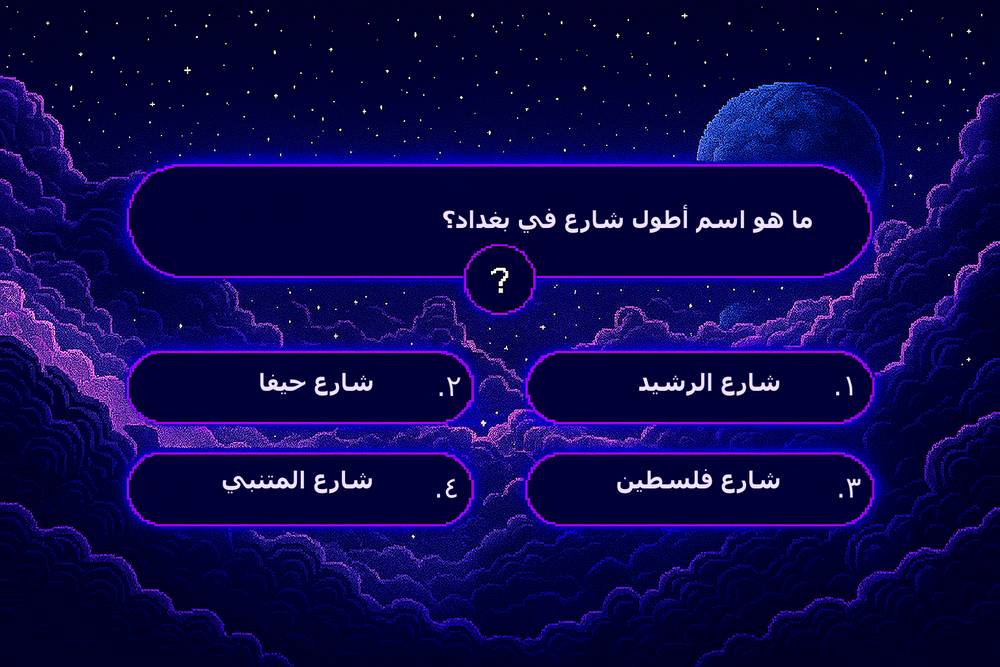 ما هو اسم أطول شارع في بغداد؟
?
١. شارع الرشيد
٢. شارع حيفا
٣. شارع فلسطين
٤. شارع المتنبي